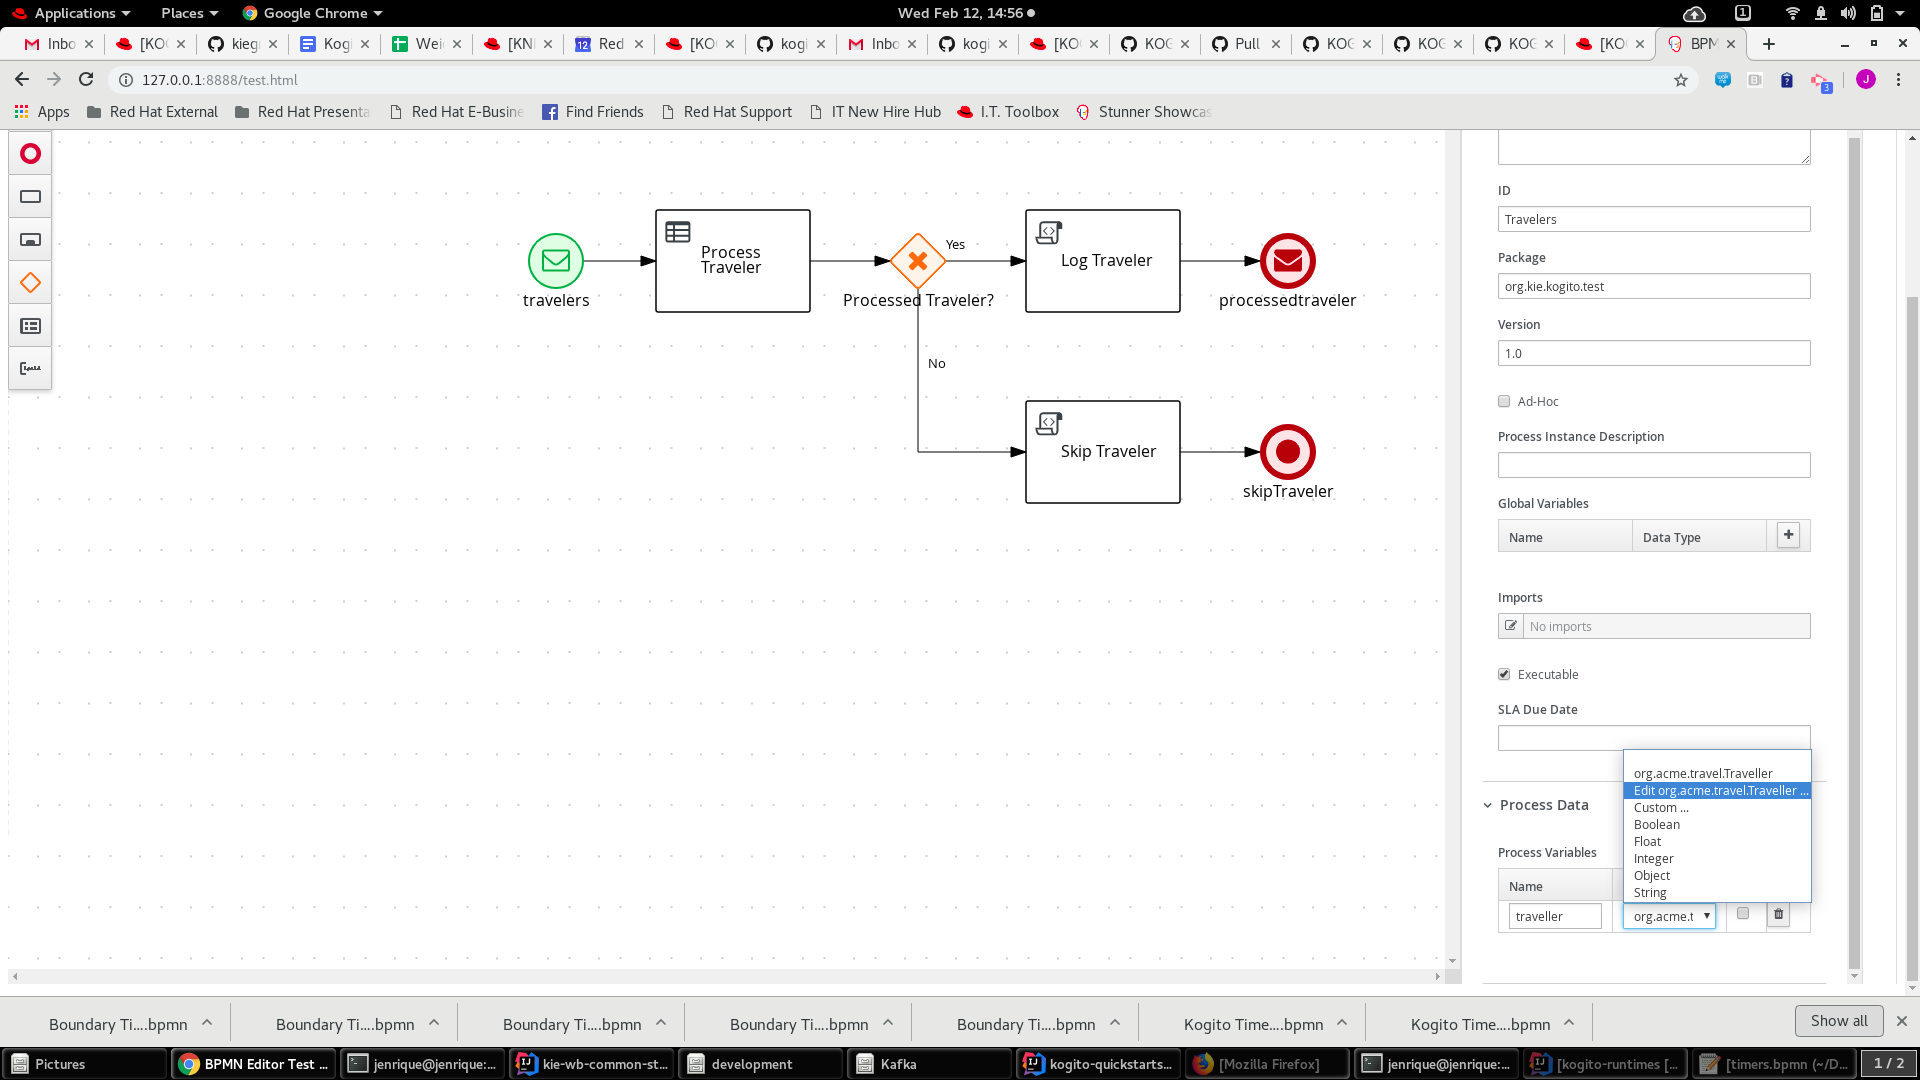 Applications Places Google Chrome Wed Feb 12, 14:56 1
Inbo [KO kiegr Kogi Wei [KN Red [KO kogi Inbo kogi [KO KOG Pull KOG KOG KOG [KO BPM
127.0.0.1:8888/test.html
J
3
Apps Red Hat External Red Hat Presenta Red Hat E-Busine Find Friends Red Hat Support IT New Hire Hub I.T. Toolbox Stunner Showcas
travelers
Process
Traveler
Processed Traveler?
Yes
No
Log Traveler
processedtraveler
Skip Traveler
skipTraveler
ID
Travelers
Package
org.kie.kogito.test
Version
1.0
Ad-Hoc
Process Instance Description
Global Variables
Name Data Type
Imports
No imports
Executable
SLA Due Date
Process Data
org.acme.travel.Traveller
Edit org.acme.travel.Traveller ...
Custom ...
Boolean
Float
Integer
Object
String
Process Variables
Name
traveller org.acme.t
Boundary Ti....bpmn Boundary Ti....bpmn Boundary Ti....bpmn Boundary Ti....bpmn Boundary Ti....bpmn Kogito Time....bpmn Kogito Time....bpmn Show all
Pictures BPMN Editor Test ... jenrique@jenrique:... kie-wb-common-st... development Kafka kogito-quickstarts... [Mozilla Firefox] jenrique@jenrique:... [kogito-runtimes [... [timers.bpmn (~/D... 1 / 2